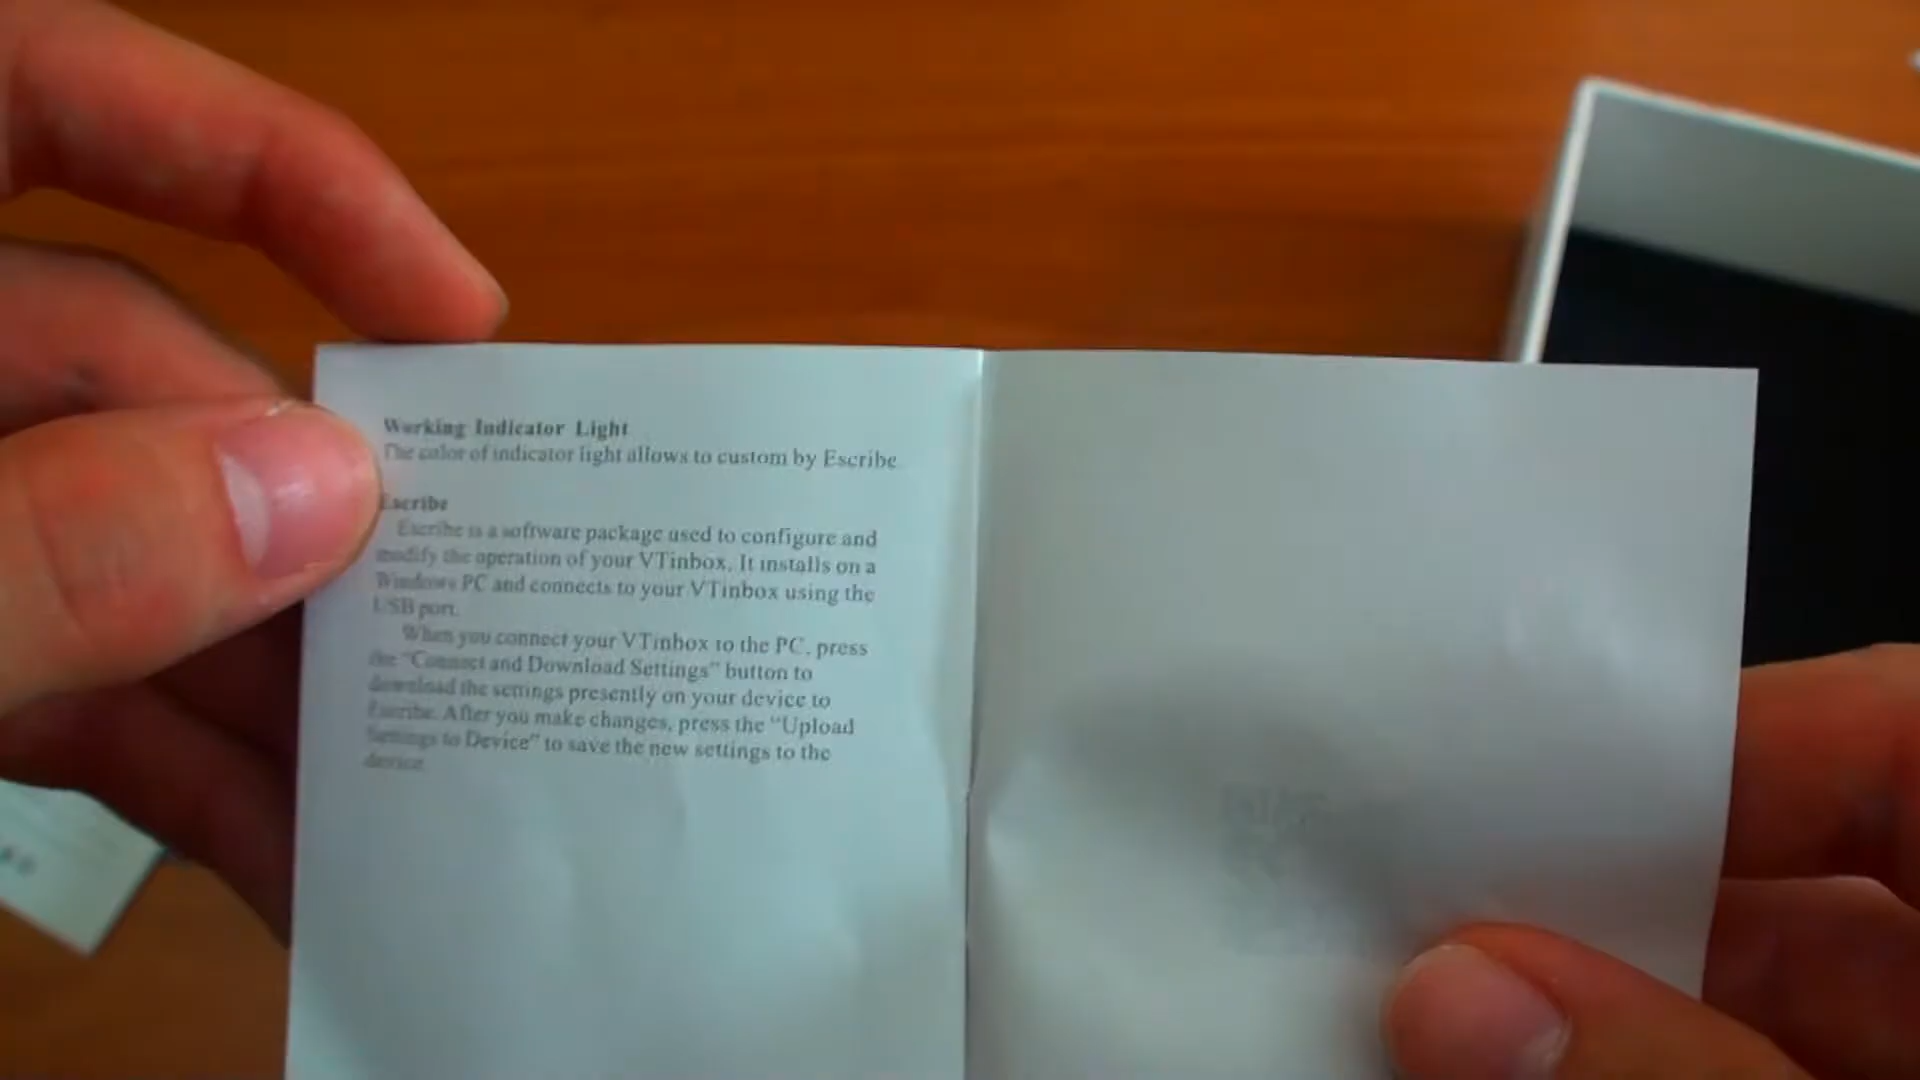 Working Indicator Light
The color of indicator light allows to custom by Escribe
Escribe
Escribe is a software package used to configure and
modify the operation of your VTinbox. It installs on a
Windows PC and connects to your VTinbox using the
USB port.
When you connect your VTinbox to the PC, press
the "Connect and Download Settings" button to
download the settings presently on your device to
Escribe. After you make changes, press the "Upload
Settings to Device" to save the new settings to the
device.